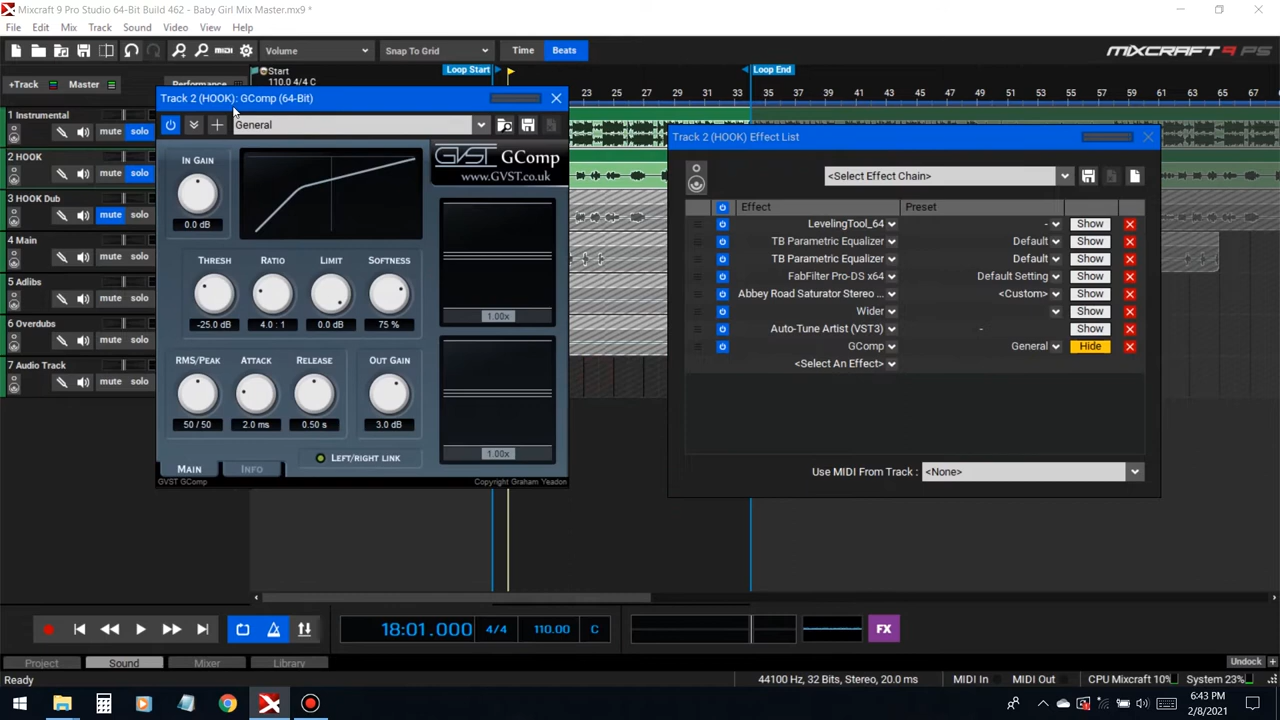 Mixcraft 9 Pro Studio 64-Bit Build 462 - Baby Girl Mix Master.mx9 *
File Edit Mix Track Sound Video View Help
MIDI Volume Snap To Grid Time Beats MIXCRAFT 9 PS
+Track Master Performance Start 110.0 4/4 C Loop Start Loop End
23 25 27 29 31 33 35 37 39 41 43 45 47 49 51 53 55 57 59 61 63 65 67
1 Instrumental
mute solo
2 HOOK
mute solo
3 HOOK Dub
mute solo
4 Main
mute solo
5 Adlibs
mute solo
6 Overdubs
mute solo
7 Audio Track
mute solo
Track 2 (HOOK): GComp (64-Bit)
General
IN GAIN
0.0 dB
GVST GComp
www.GVST.co.uk
THRESH RATIO LIMIT SOFTNESS
-25.0 dB 4.0 : 1 0.0 dB 75 %
1.00x
RMS/PEAK ATTACK RELEASE OUT GAIN
50 / 50 2.0 ms 0.50 s 3.0 dB
1.00x
LEFT/RIGHT LINK
MAIN INFO
GVST GComp Copyright Graham Yeadon
Track 2 (HOOK) Effect List
<Select Effect Chain>
Effect Preset
LevelingTool_64 - Show
TB Parametric Equalizer Default Show
TB Parametric Equalizer Default Show
FabFilter Pro-DS x64 Default Setting Show
Abbey Road Saturator Stereo ... <Custom> Show
Wider Show
Auto-Tune Artist (VST3) - Show
GComp General Hide
<Select An Effect>
Use MIDI From Track : <None>
18:01.000 4/4 110.00 C FX
Project Sound Mixer Library Undock
Ready 44100 Hz, 32 Bits, Stereo, 20.0 ms MIDI In MIDI Out CPU Mixcraft 10% System 23%
6:43 PM
2/8/2021